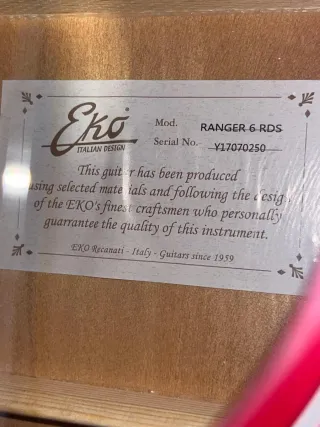 Eko
ITALIAN DESIGN
Mod. RANGER 6 RDS
Serial No. Y17070250
This guitar has been produced
using selected materials and following the design
of the EKO's finest craftsmen who personally
guarrantee the quality of this instrument.
EKO Recanati - Italy - Guitars since 1959